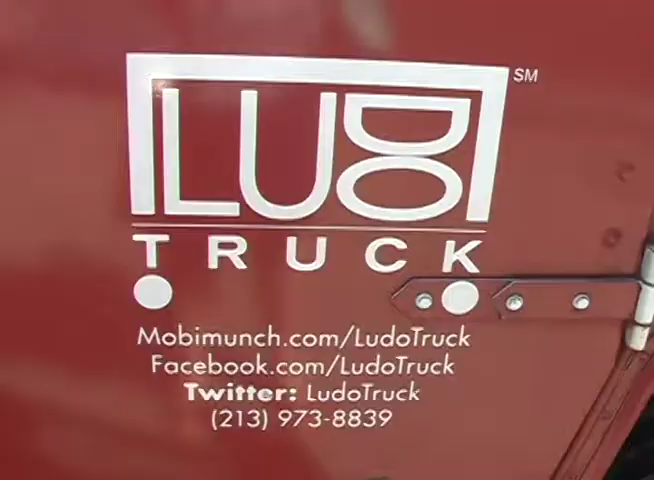 LUDO SM
TRUCK
Mobimunch.com/LudoTruck
Facebook.com/LudoTruck
Twitter: LudoTruck
(213) 973-8839